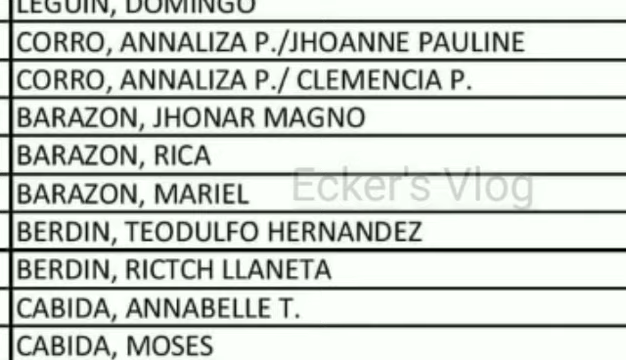 LEGUIN, DOMINGO
CORRO, ANNALIZA P./JHOANNE PAULINE
CORRO, ANNALIZA P./ CLEMENCIA P.
BARAZON, JHONAR MAGNO
BARAZON, RICA
BARAZON, MARIEL
Ecker's Vlog
BERDIN, TEODULFO HERNANDEZ
BERDIN, RICTCH LLANETA
CABIDA, ANNABELLE T.
CABIDA, MOSES